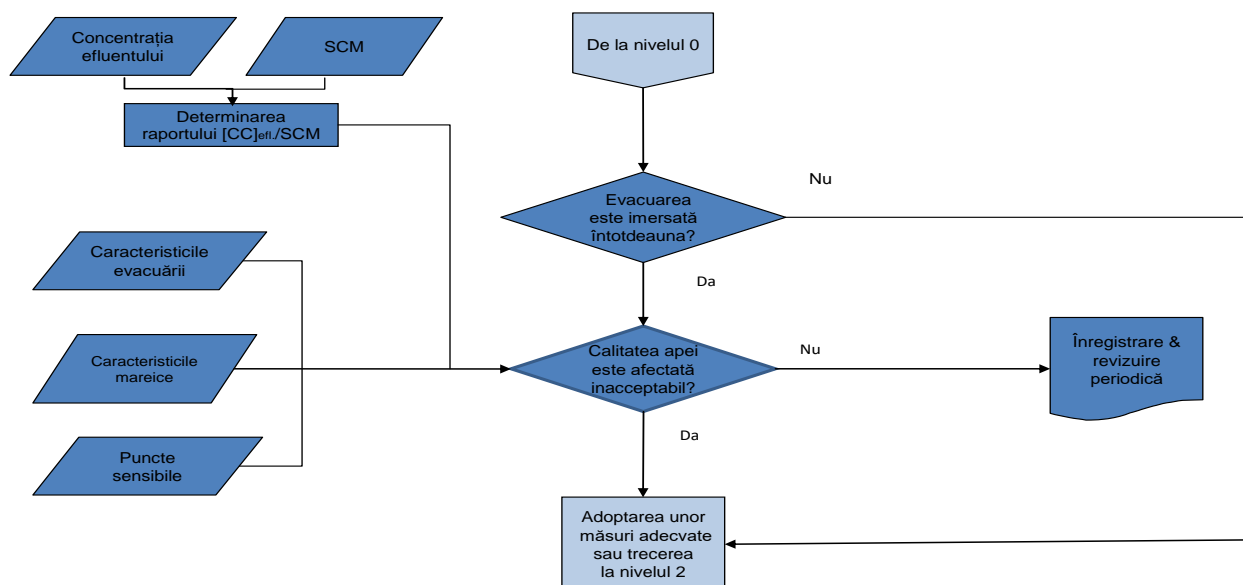 Concentrația
efluentului
SCM
Determinarea
raportului [CC]efl./SCM
De la nivelul 0
Evacuarea
este imersată
întotdeauna?
Nu
Da
Caracteristicile
evacuării
Caracteristicile
mareice
Puncte
sensibile
Calitatea apei
este afectată
inacceptabil?
Nu
Da
Înregistrare &
revizuire
periodică
Adoptarea unor
măsuri adecvate
sau trecerea
la nivelul 2